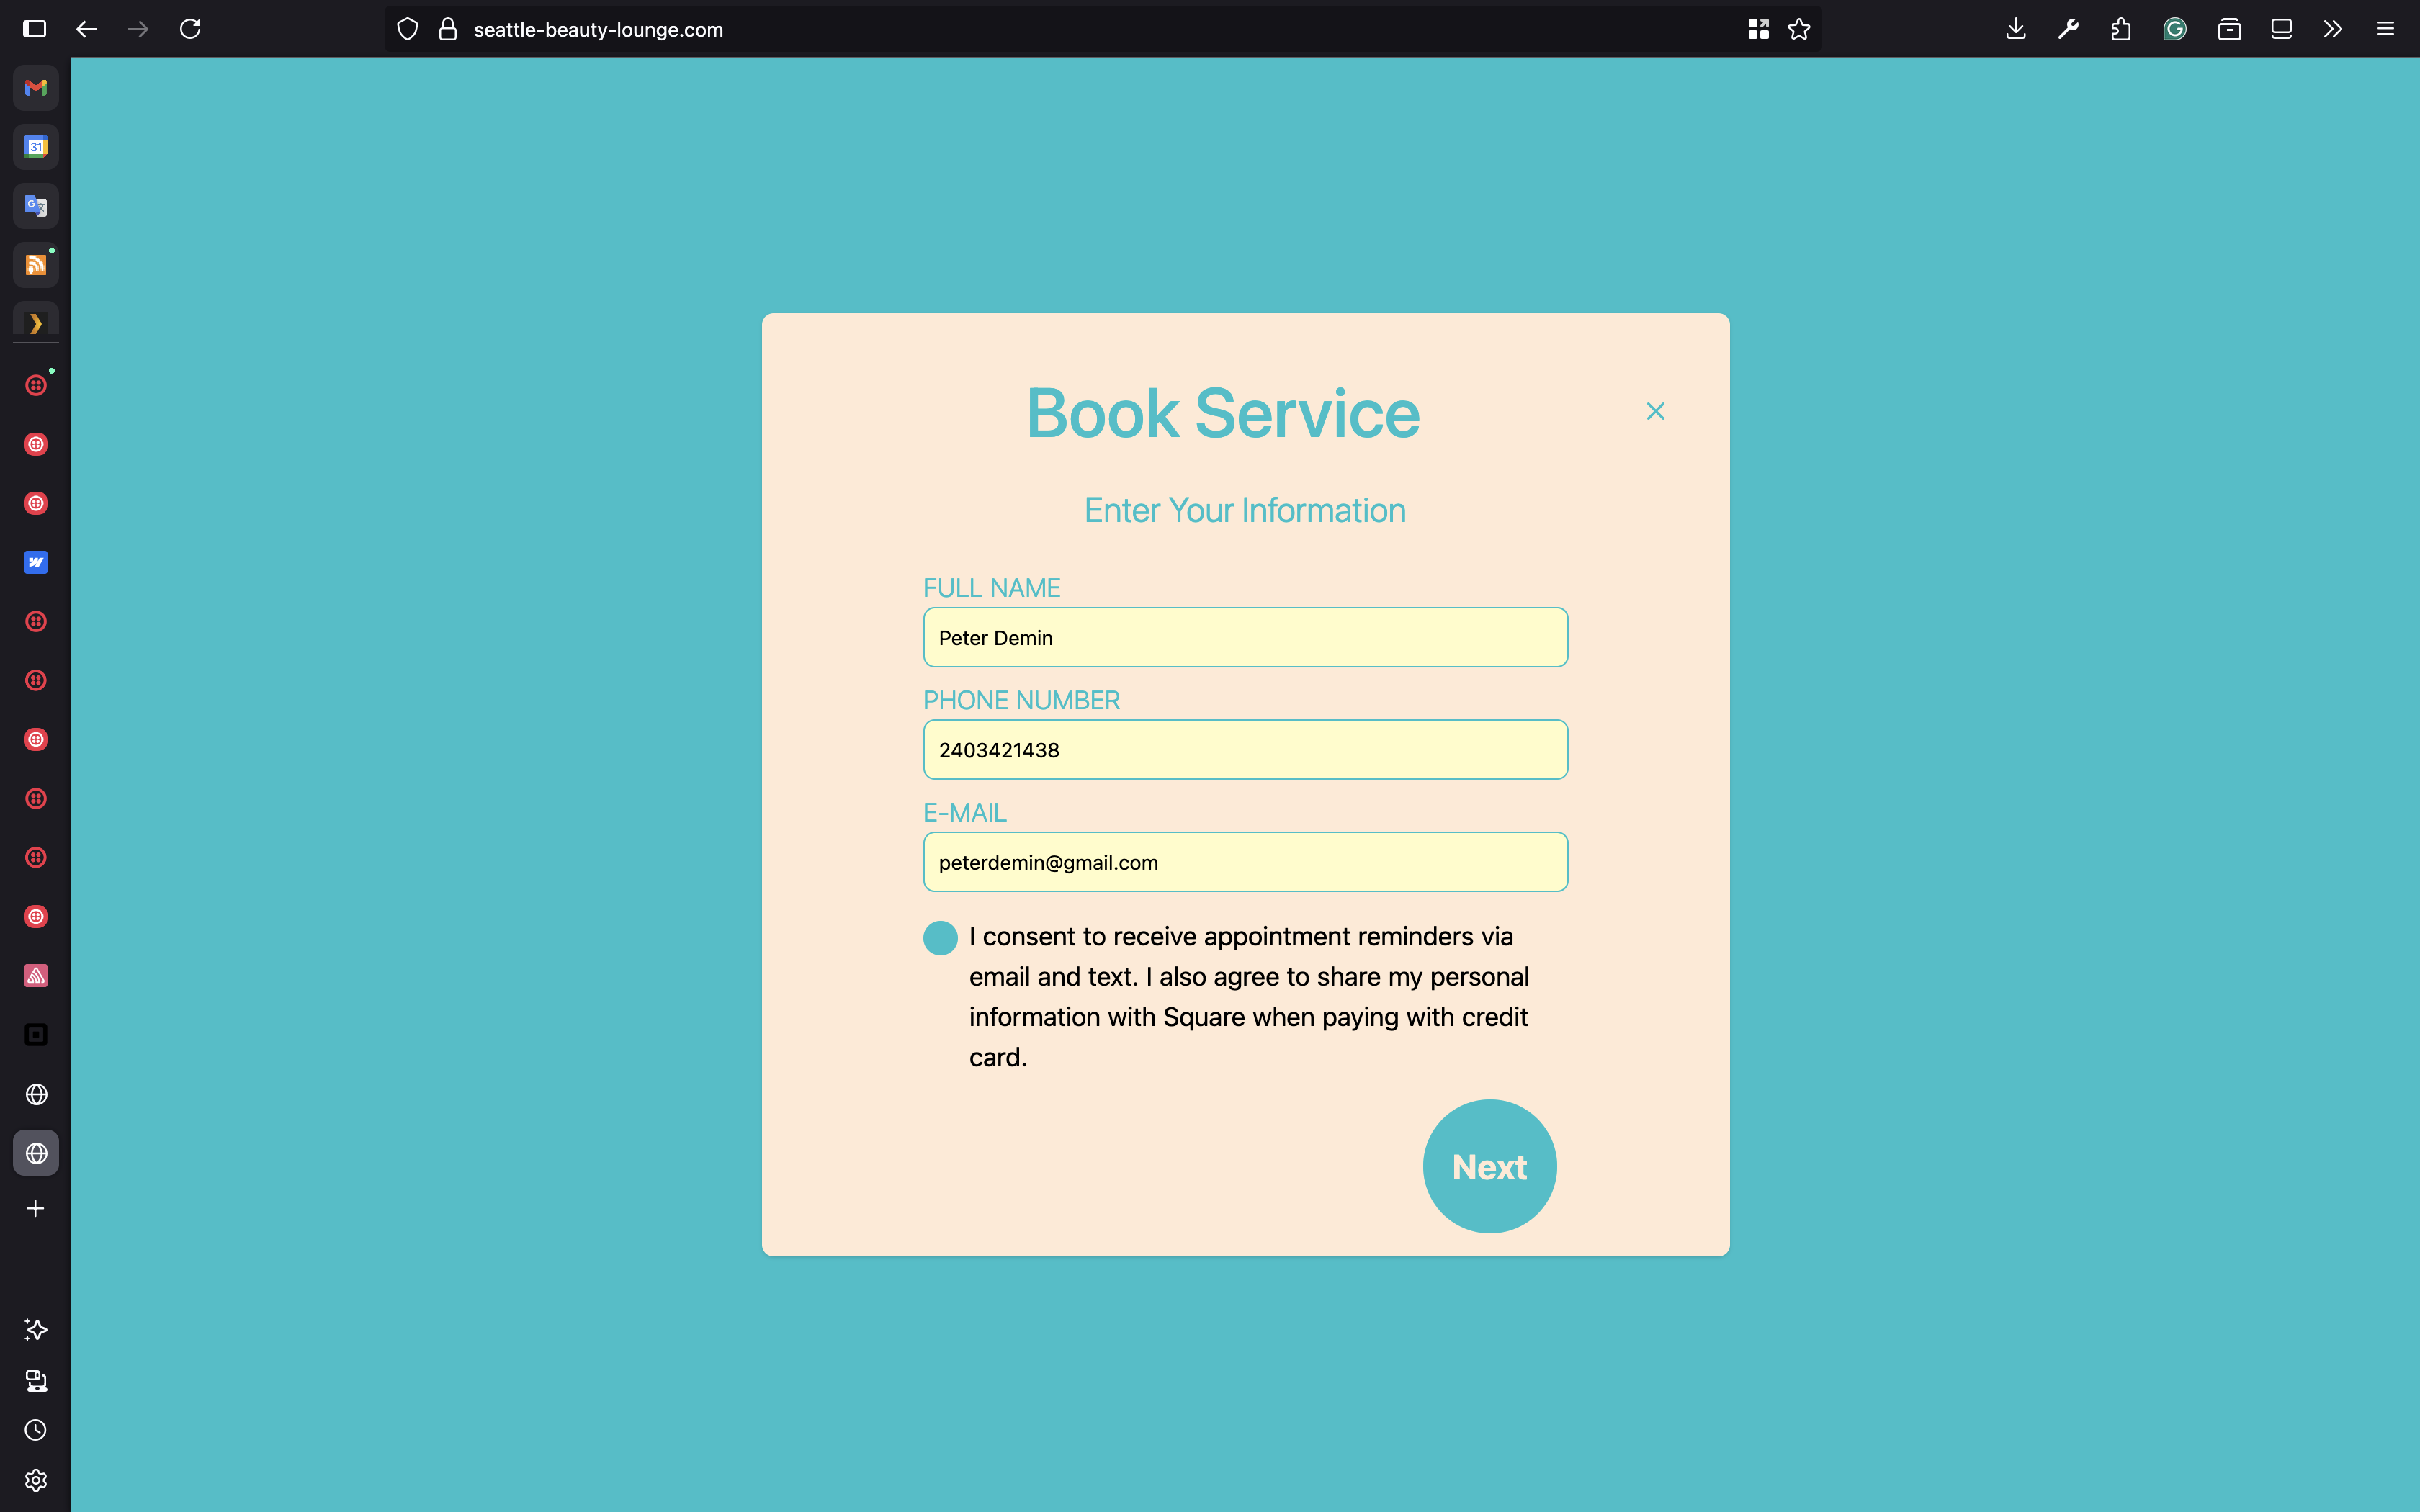 seattle-beauty-lounge.com
31
Book Service
Enter Your Information
FULL NAME
Peter Demin
PHONE NUMBER
2403421438
E-MAIL
peterdemin@gmail.com
I consent to receive appointment reminders via
email and text. I also agree to share my personal
information with Square when paying with credit
card.
Next